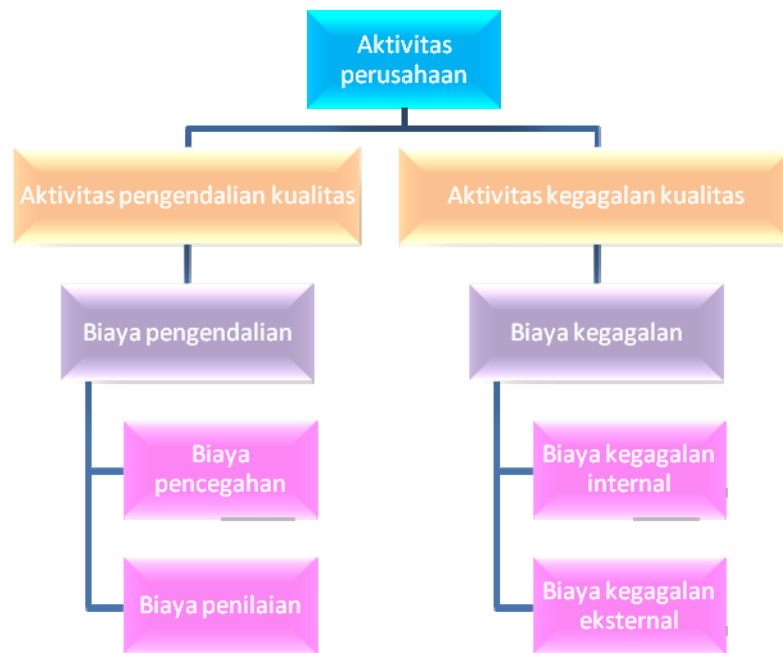 Aktivitas
perusahaan
Aktivitas pengendalian kualitas
Aktivitas kegagalan kualitas
Biaya pengendalian
Biaya kegagalan
Biaya
pencegahan
Biaya kegagalan
internal
Biaya penilaian
Biaya kegagalan
eksternal